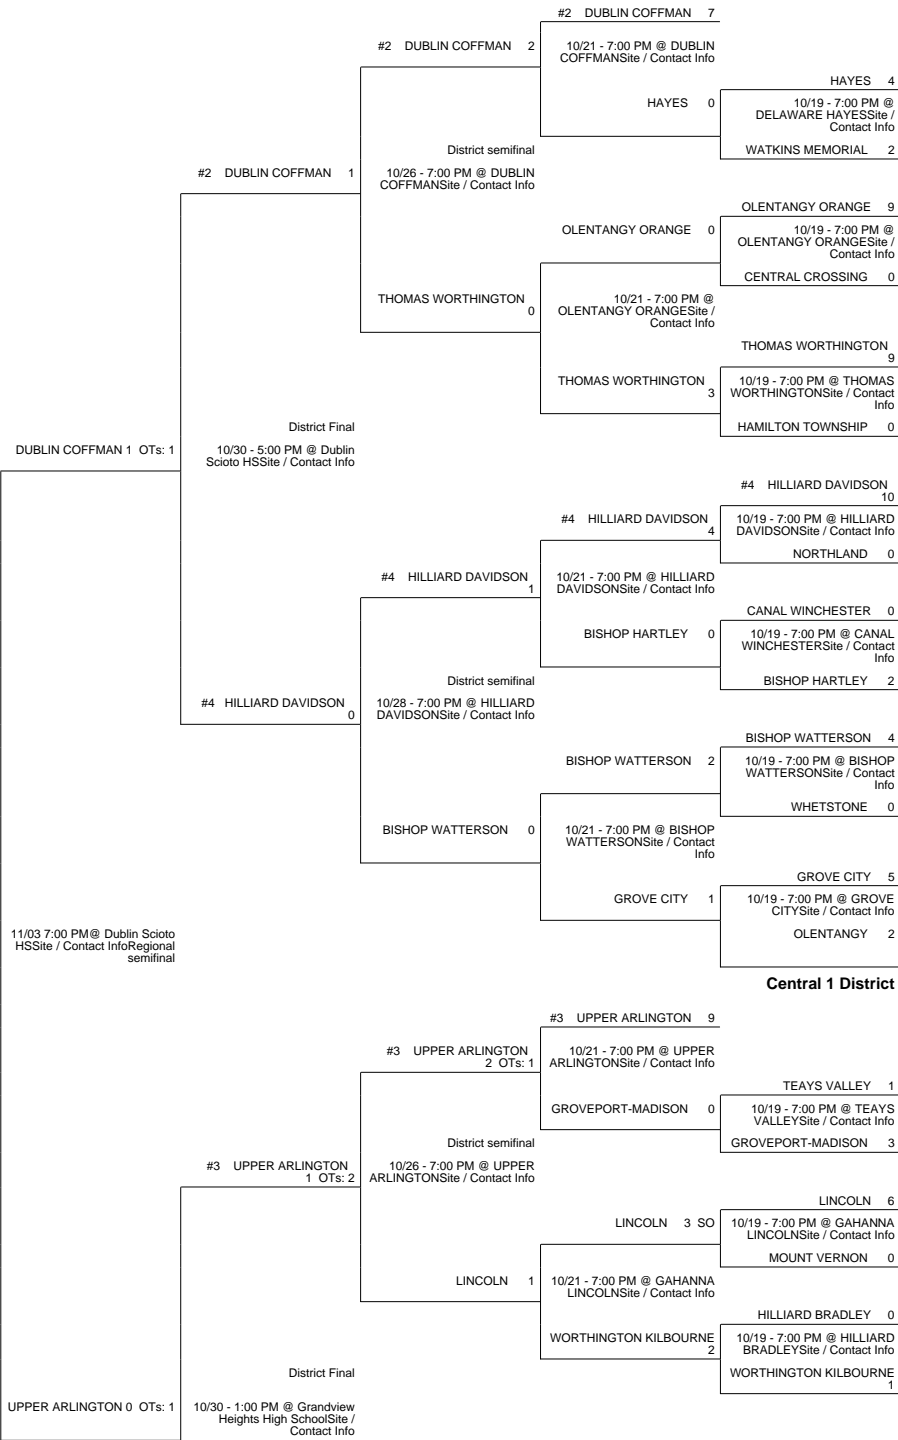 #2 DUBLIN COFFMAN 7
#2 DUBLIN COFFMAN 2
10/21 - 7:00 PM @ DUBLIN
COFFMANSite / Contact Info
HAYES 4
HAYES 0
10/19 - 7:00 PM @
DELAWARE HAYESSite /
Contact Info
WATKINS MEMORIAL 2
District semifinal
#2 DUBLIN COFFMAN 1
10/26 - 7:00 PM @ DUBLIN
COFFMANSite / Contact Info
OLENTANGY ORANGE 9
OLENTANGY ORANGE 0
10/19 - 7:00 PM @
OLENTANGY ORANGESite /
Contact Info
CENTRAL CROSSING 0
THOMAS WORTHINGTON
0
10/21 - 7:00 PM @
OLENTANGY ORANGESite /
Contact Info
THOMAS WORTHINGTON
9
THOMAS WORTHINGTON
3
10/19 - 7:00 PM @ THOMAS
WORTHINGTONSite / Contact
Info
HAMILTON TOWNSHIP 0
District Final
DUBLIN COFFMAN 1 OTs: 1
10/30 - 5:00 PM @ Dublin
Scioto HSSite / Contact Info
#4 HILLIARD DAVIDSON
10
#4 HILLIARD DAVIDSON
4
10/19 - 7:00 PM @ HILLIARD
DAVIDSONSite / Contact Info
NORTHLAND 0
#4 HILLIARD DAVIDSON
1
10/21 - 7:00 PM @ HILLIARD
DAVIDSONSite / Contact Info
CANAL WINCHESTER 0
BISHOP HARTLEY 0
10/19 - 7:00 PM @ CANAL
WINCHESTERSite / Contact
Info
BISHOP HARTLEY 2
District semifinal
#4 HILLIARD DAVIDSON
0
10/28 - 7:00 PM @ HILLIARD
DAVIDSONSite / Contact Info
BISHOP WATTERSON 4
BISHOP WATTERSON 2
10/19 - 7:00 PM @ BISHOP
WATTERSONSite / Contact
Info
WHETSTONE 0
BISHOP WATTERSON 0
10/21 - 7:00 PM @ BISHOP
WATTERSONSite / Contact
Info
GROVE CITY 5
GROVE CITY 1
10/19 - 7:00 PM @ GROVE
CITYSite / Contact Info
OLENTANGY 2
11/03 7:00 PM@ Dublin Scioto
HSSite / Contact InfoRegional
semifinal
Central 1 District
#3 UPPER ARLINGTON 9
#3 UPPER ARLINGTON
2 OTs: 1
10/21 - 7:00 PM @ UPPER
ARLINGTONSite / Contact Info
TEAYS VALLEY 1
GROVEPORT-MADISON 0
10/19 - 7:00 PM @ TEAYS
VALLEYSite / Contact Info
GROVEPORT-MADISON 3
District semifinal
#3 UPPER ARLINGTON
1 OTs: 2
10/26 - 7:00 PM @ UPPER
ARLINGTONSite / Contact Info
LINCOLN 6
LINCOLN 3 SO
10/19 - 7:00 PM @ GAHANNA
LINCOLNSite / Contact Info
MOUNT VERNON 0
LINCOLN 1
10/21 - 7:00 PM @ GAHANNA
LINCOLNSite / Contact Info
HILLIARD BRADLEY 0
WORTHINGTON KILBOURNE
2
10/19 - 7:00 PM @ HILLIARD
BRADLEYSite / Contact Info
WORTHINGTON KILBOURNE
1
District Final
UPPER ARLINGTON 0 OTs: 1
10/30 - 1:00 PM @ Grandview
Heights High SchoolSite /
Contact Info